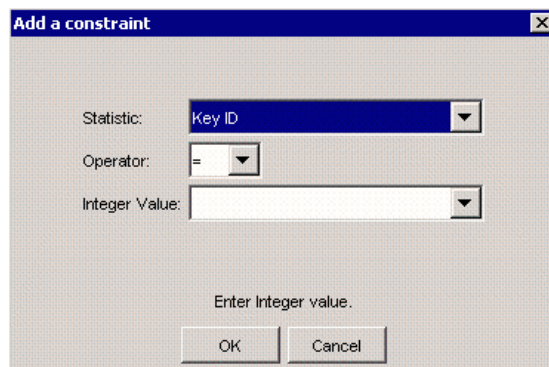 Add a constraint
Statistic: Key ID
Operator: =
Integer Value:
Enter Integer value.
OK Cancel